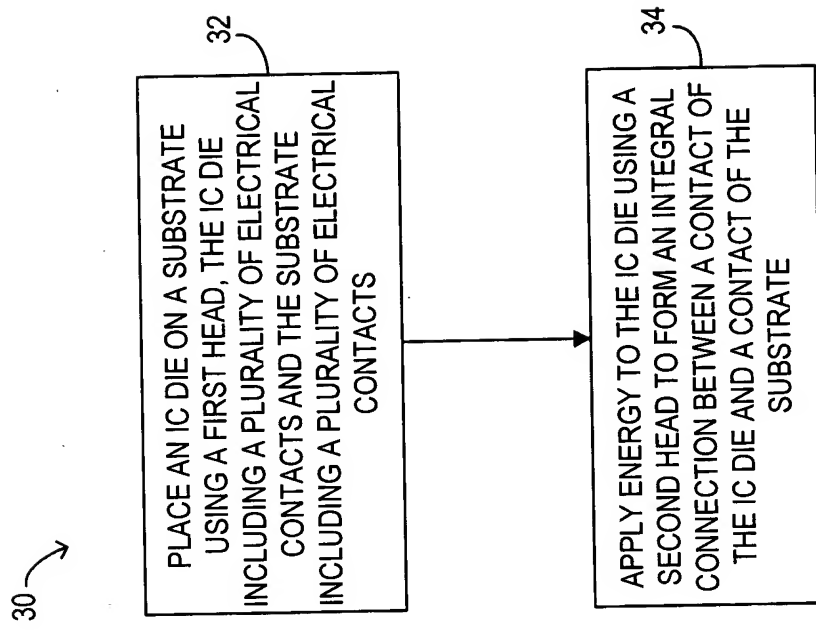 30
PLACE AN IC DIE ON A SUBSTRATE
USING A FIRST HEAD, THE IC DIE
INCLUDING A PLURALITY OF ELECTRICAL
CONTACTS AND THE SUBSTRATE
INCLUDING A PLURALITY OF ELECTRICAL
CONTACTS
32
APPLY ENERGY TO THE IC DIE USING A
SECOND HEAD TO FORM AN INTEGRAL
CONNECTION BETWEEN A CONTACT OF
THE IC DIE AND A CONTACT OF THE
SUBSTRATE
34